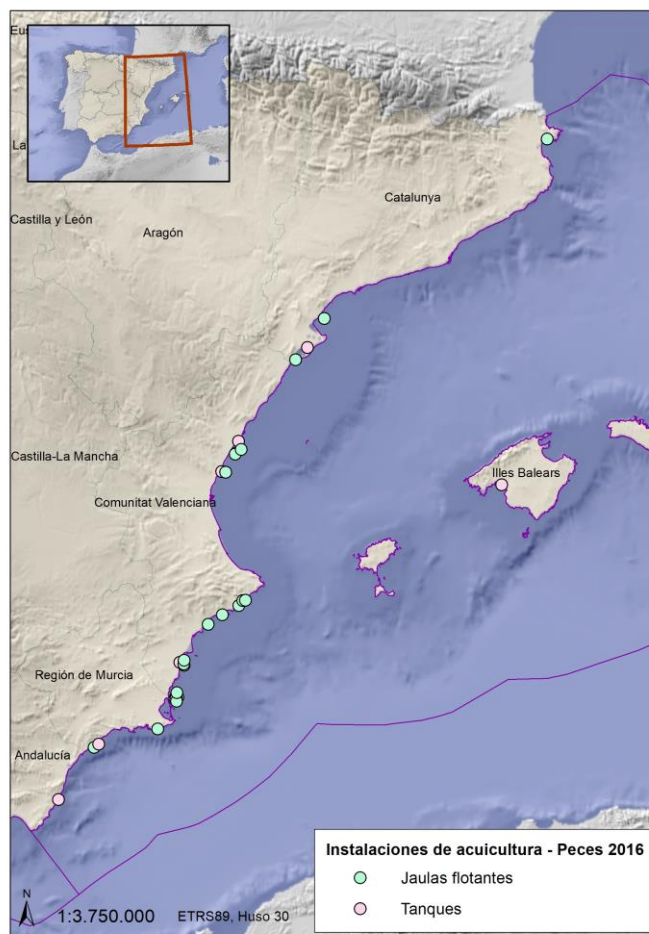 Eus
La
Castilla y León
Catalunya
Aragón
Castilla-La Mancha
Illes Balears
Comunitat Valenciana
Región de Murcia
Andalucía
Instalaciones de acuicultura - Peces 2016
Jaulas flotantes
Tanques
N
1:3.750.000
ETRS89, Huso 30